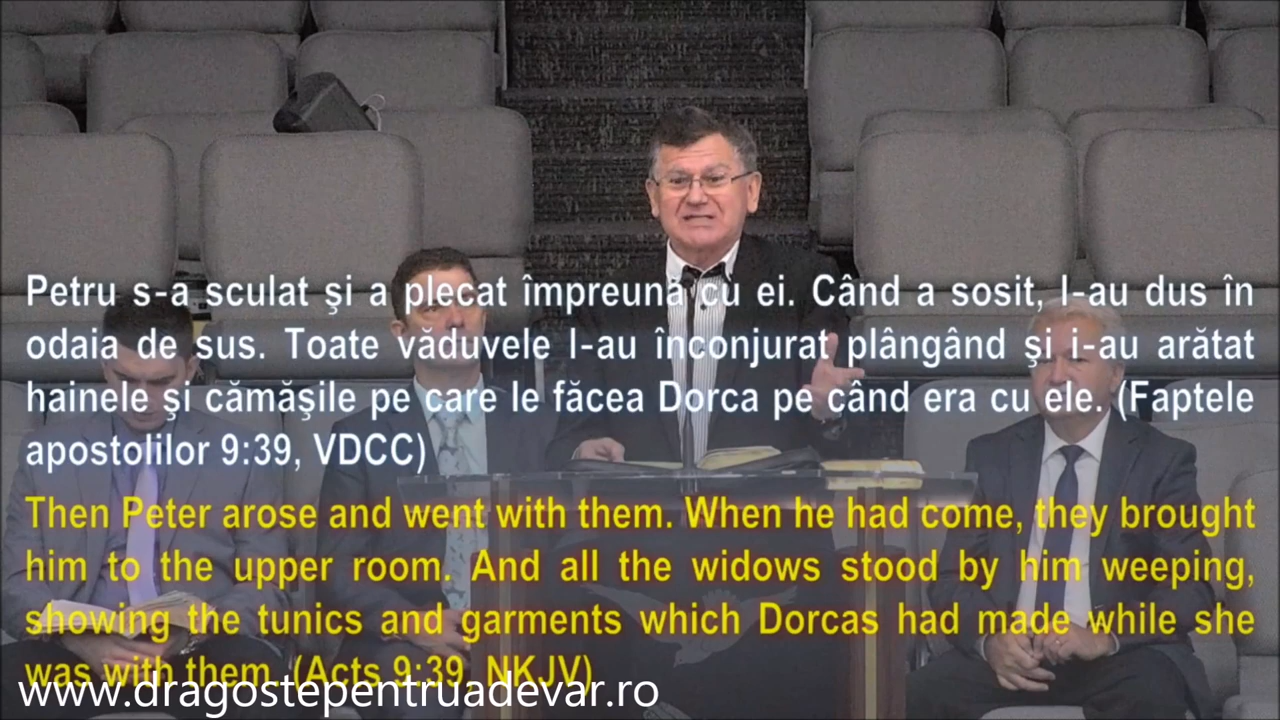 Petru s-a sculat şi a plecat împreună cu ei. Când a sosit, l-au dus în
odaia de sus. Toate văduvele l-au înconjurat plângând şi i-au arătat
hainele şi cămăşile pe care le făcea Dorca pe când era cu ele. (Faptele
apostolilor 9:39, VDCC)
Then Peter arose and went with them. When he had come, they brought
him to the upper room. And all the widows stood by him weeping,
showing the tunics and garments which Dorcas had made while she
was with them. (Acts 9:39, NKJV)
www.dragostepentruadevar.ro